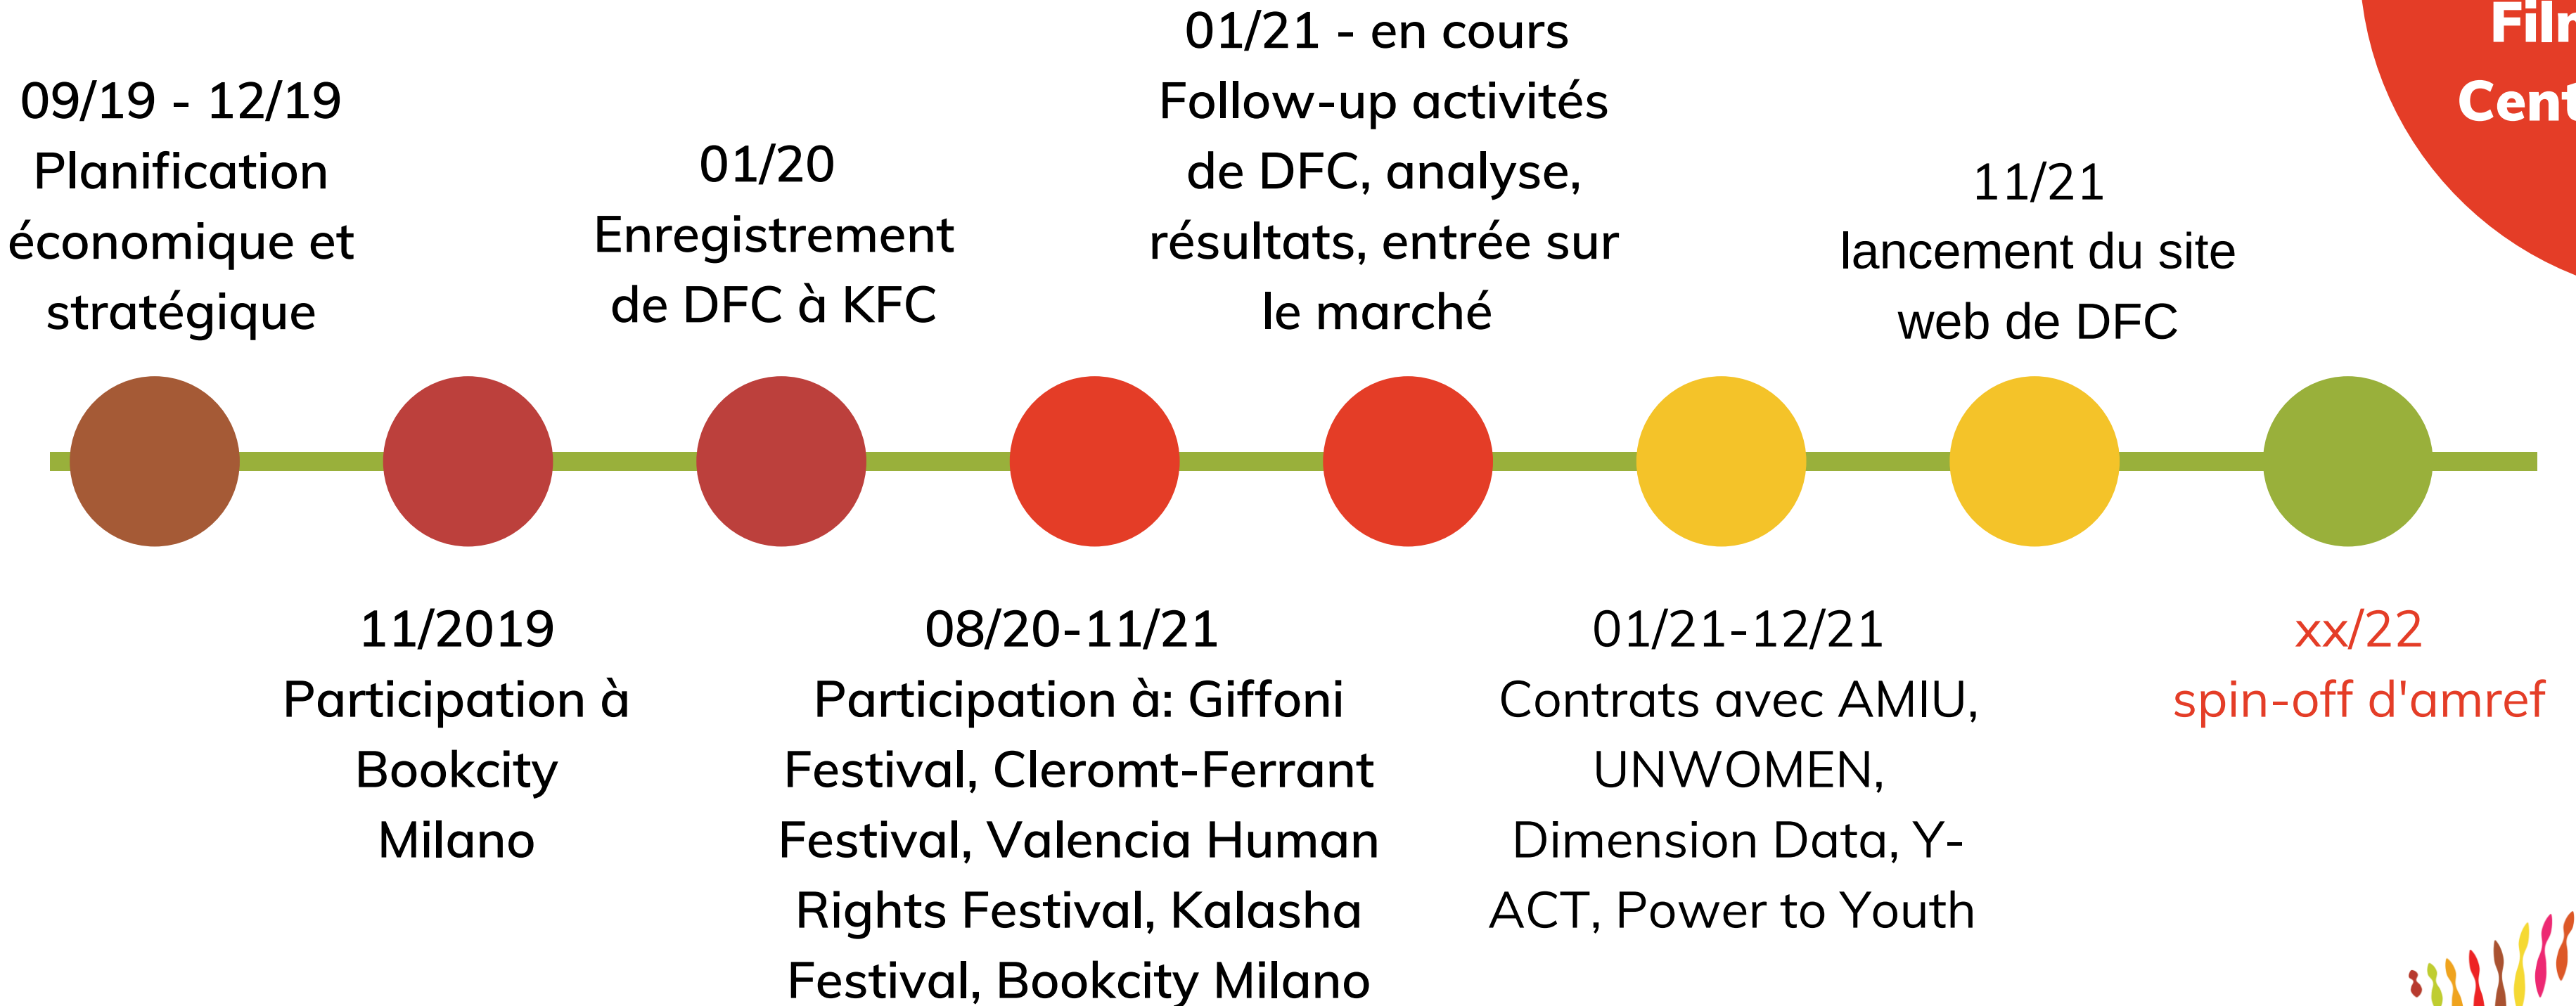 09/19 - 12/19
Planification
économique et
stratégique
11/2019
Participation à
Bookcity
Milano
01/20
Enregistrement
de DFC à KFC
08/20-11/21
Participation à: Giffoni
Festival, Cleromt-Ferrant
Festival, Valencia Human
Rights Festival, Kalasha
Festival, Bookcity Milano
01/21 - en cours
Follow-up activités
de DFC, analyse,
résultats, entrée sur
le marché
01/21-12/21
Contrats avec AMIU,
UNWOMEN,
Dimension Data, Y-
ACT, Power to Youth
11/21
lancement du site
web de DFC
xx/22
spin-off d'amref